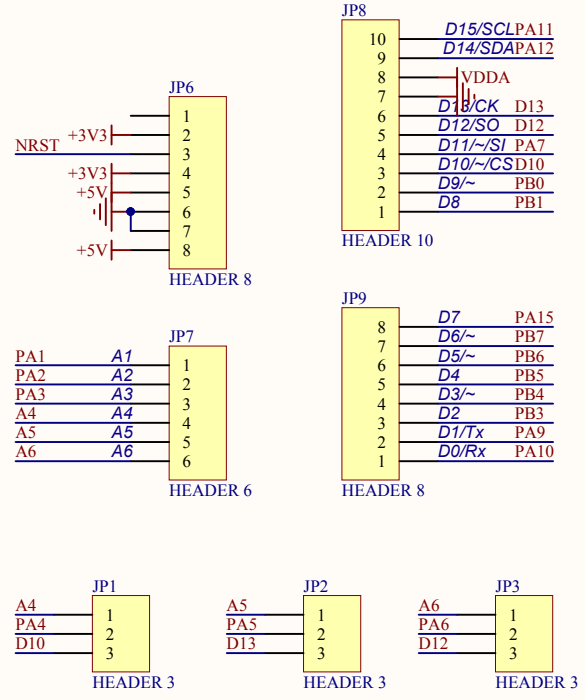 JP6
1
+3V3 2
NRST 3
+3V3 4
+5V 5
6
7
+5V 8
HEADER 8
JP8
10 D15/SCL PA11
9 D14/SDA PA12
8 VDDA
7
6 D13/CK D13
5 D12/SO D12
4 D11/~/SI PA7
3 D10/~/CS D10
2 D9/~ PB0
1 D8 PB1
HEADER 10
JP7
PA1 A1 1
PA2 A2 2
PA3 A3 3
A4 A4 4
A5 A5 5
A6 A6 6
HEADER 6
JP9
8 D7 PA15
7 D6/~ PB7
6 D5/~ PB6
5 D4 PB5
4 D3/~ PB4
3 D2 PB3
2 D1/Tx PA9
1 D0/Rx PA10
HEADER 8
JP1
A4 1
PA4 2
D10 3
HEADER 3
JP2
A5 1
PA5 2
D13 3
HEADER 3
JP3
A6 1
PA6 2
D12 3
HEADER 3